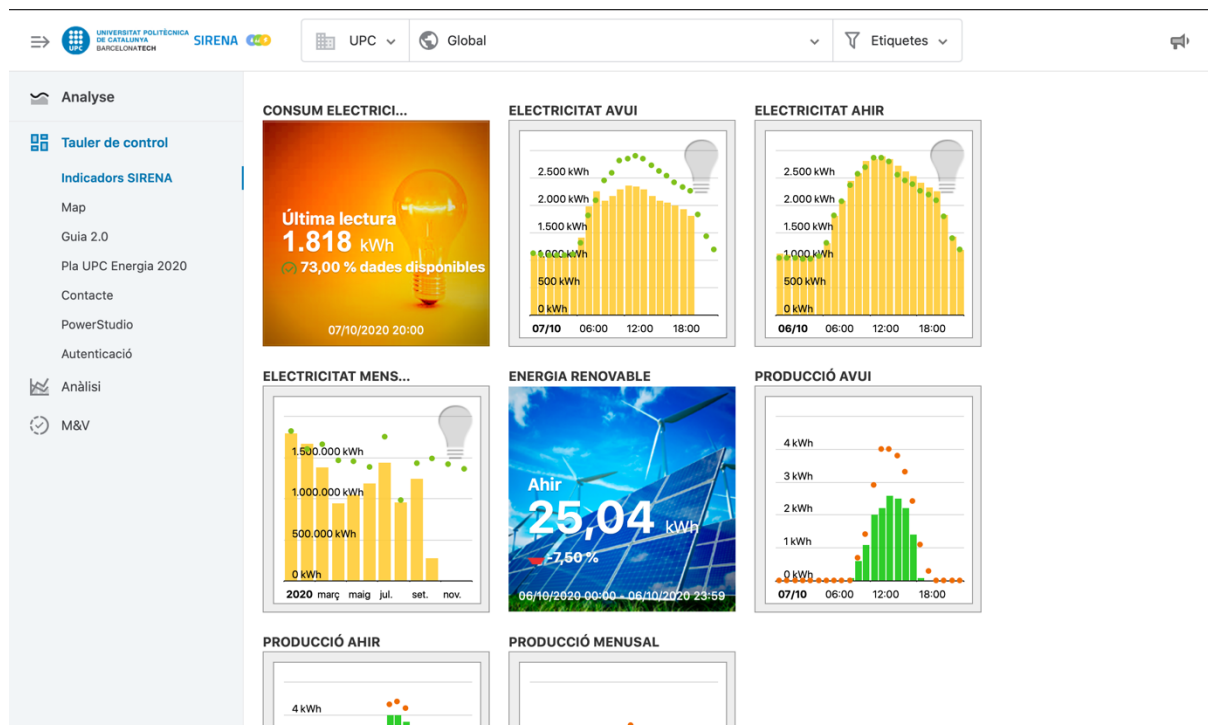 UNIVERSITAT POLITÈCNICA
DE CATALUNYA
BARCELONATECH
UPC
SIRENA
UPC
Global
Etiquetes
Analyse
Tauler de control
Indicadors SIRENA
Map
Guia 2.0
Pla UPC Energia 2020
Contacte
PowerStudio
Autenticació
Anàlisi
M&V
CONSUM ELECTRICI...
Última lectura
1.818 kWh
73,00 % dades disponibles
07/10/2020 20:00
ELECTRICITAT AVUI
2.500 kWh
2.000 kWh
1.500 kWh
1.000 kWh
500 kWh
0 kWh
07/10 06:00 12:00 18:00
ELECTRICITAT AHIR
2.500 kWh
2.000 kWh
1.500 kWh
1.000 kWh
500 kWh
0 kWh
06/10 06:00 12:00 18:00
ELECTRICITAT MENS...
1.500.000 kWh
1.000.000 kWh
500.000 kWh
0 kWh
2020 març maig jul. set. nov.
ENERGIA RENOVABLE
Ahir
25,04 kWh
-7,50 %
06/10/2020 00:00 - 06/10/2020 23:59
PRODUCCIÓ AVUI
4 kWh
3 kWh
2 kWh
1 kWh
0 kWh
07/10 06:00 12:00 18:00
PRODUCCIÓ AHIR
4 kWh
PRODUCCIÓ MENUSAL